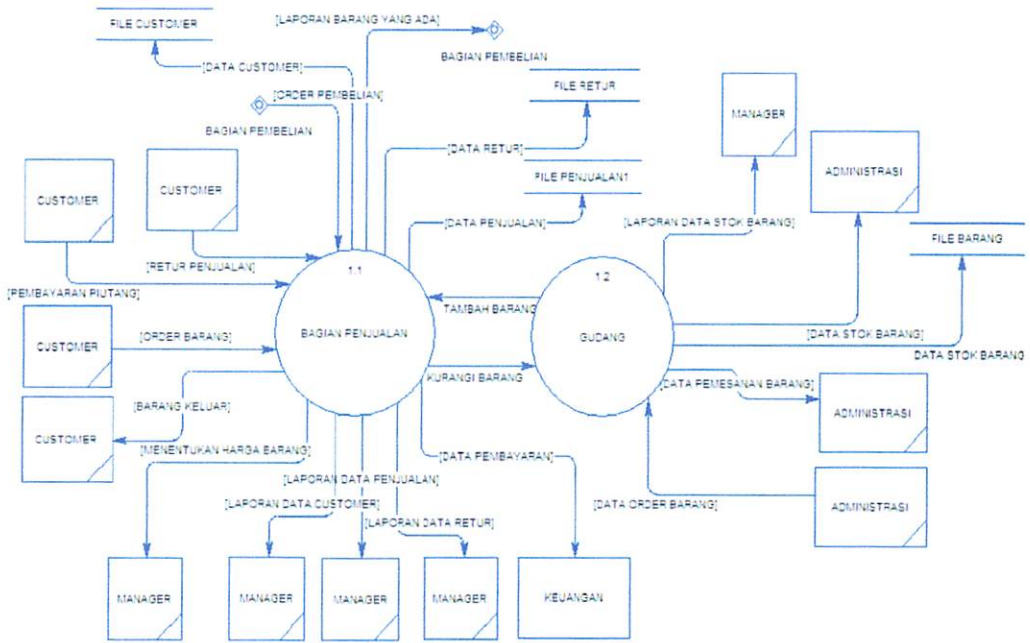 [LAPORAN BARANG YANG ADA]
FILE CUSTOMER
BAGIAN PEMBELIAN
[DATA CUSTOMER]
FILE RETUR
[ORDER PEMBELIAN]
MANAGER
BAGIAN PEMBELIAN
[DATA RETUR]
FILE PENJUALAN1
ADMINISTRASI
CUSTOMER
CUSTOMER
[DATA PENJUALAN]
[LAPORAN DATA STOK BARANG]
FILE BARANG
[RETUR PENJUALAN]
1.1
1.2
[PEMBAYARAN PIUTANG]
TAMBAH BARANG
BAGIAN PENJUALAN
GUDANG
[ORDER BARANG]
CUSTOMER
[DATA STOK BARANG]
DATA STOK BARANG
KURANGI BARANG
[DATA PEMESANAN BARANG]
[BARANG KELUAR]
ADMINISTRASI
CUSTOMER
[MENENTUKAN HARGA BARANG]
[DATA PEMBAYARAN]
[LAPORAN DATA PENJUALAN]
[LAPORAN DATA CUSTOMER]
[DATA ORDER BARANG]
ADMINISTRASI
[LAPORAN DATA RETUR]
MANAGER
MANAGER
MANAGER
MANAGER
KEUANGAN